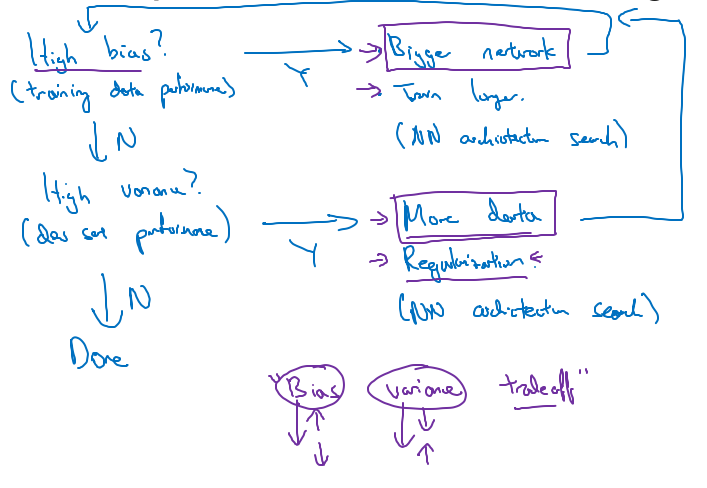 High bias?
(training data performance)
Y
→ Bigger network
→ Train longer.
(NN architecture search)
N
High variance?
(dev set performance)
Y
→ More data
→ Regularization.
(NN architecture search)
N
Done
"Bias variance tradeoff"